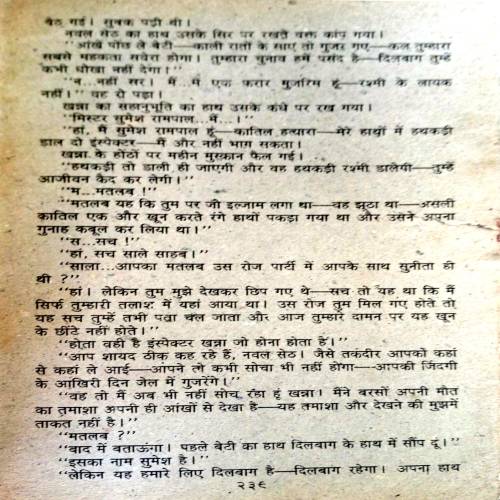 बैठ गई। सुबक पड़ी थी।
नवल सेठ का हाथ उसके सिर पर रखते वक्त कांप गया।
“आंखें पोंछ ले बेटी—काली रातों के साए तो गुजर गए—कल तुम्हारा
सबसे महकता सवेरा होगा। तुम्हारा चुनाव हमें पसंद है—दिलबाग तुम्हें
कभी धोखा नहीं देगा।”
“न...नहीं सर। मैं...मैं एक फरार मुजरिम हूं—रश्मी के लायक
नहीं।” वह रो पड़ा।
खन्ना का सहानुभूति का हाथ उसके कंधे पर रख गया।
“मिस्टर सुमेश रामपाल...मैं...।”
“हां, मैं सुमेश रामपाल हूं—कातिल हत्यारा—मेरे हाथों में हथकड़ी
डाल दो इंस्पेक्टर—मैं और नहीं भाग सकता।
खन्ना के होंठों पर महीन मुस्कान फैल गई।
“हथकड़ी तो डाली ही जाएगी और वह हथकड़ी रश्मी डालेगी—तुम्हें
आजीवन कैद कर लेगी।”
“म...मतलब !”
“मतलब यह कि तुम पर जो इल्जाम लगा था—वह झूठा था—असली
कातिल एक और खून करते रंगे हाथों पकड़ा गया था और उसने अपना
गुनाह कबूल कर लिया था।”
“स...सच !”
“हां, सच साले साहब।”
“साला...आपका मतलब उस रोज पार्टी में आपके साथ सुनीता ही
थी ?”
“हां। लेकिन तुम मुझे देखकर छिप गए थे—सच तो यह था कि मैं
सिर्फ तुम्हारी तलाश में यहां आया था। उस रोज तुम मिल गए होते तो
यह सच तुम्हें तभी पता चल जाता और आज तुम्हारे दामन पर यह खून
के छींटे नहीं होते।”
“होता वही है इंस्पेक्टर खन्ना जो होना होता है।”
“आप शायद ठीक कह रहे हैं, नवल सेठ। जैसे तकदीर आपको कहां
से कहां ले आई—आपने तो कभी सोचा भी नहीं होगा—आपकी जिंदगी
के आखिरी दिन जेल में गुजरेंगे।”
“वह तो मैं अब भी नहीं सोच रहा हूं खन्ना। मैंने बरसों अपनी मौत
का तमाशा अपनी ही आंखों से देखा है—यह तमाशा और देखने की मुझमें
ताकत नहीं है।”
“मतलब ?”
“बाद में बताऊंगा। पहले बेटी का हाथ दिलबाग के हाथ में सौंप दूं।”
“इसका नाम सुमेश है।”
“लेकिन यह हमारे लिए दिलबाग है—दिलबाग रहेगा। अपना हाथ
२३९